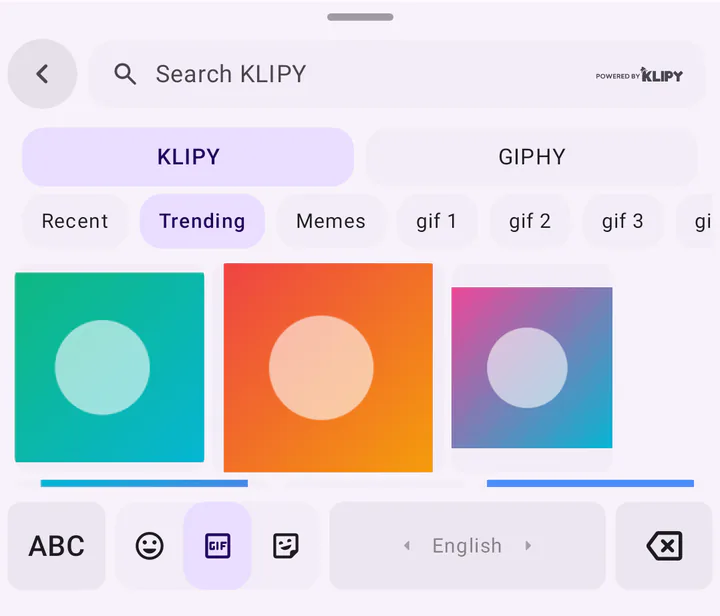 Search KLIPY
POWERED BY KLIPY
KLIPY
GIPHY
Recent
Trending
Memes
gif 1
gif 2
gif 3
gi
ABC
GIF
English